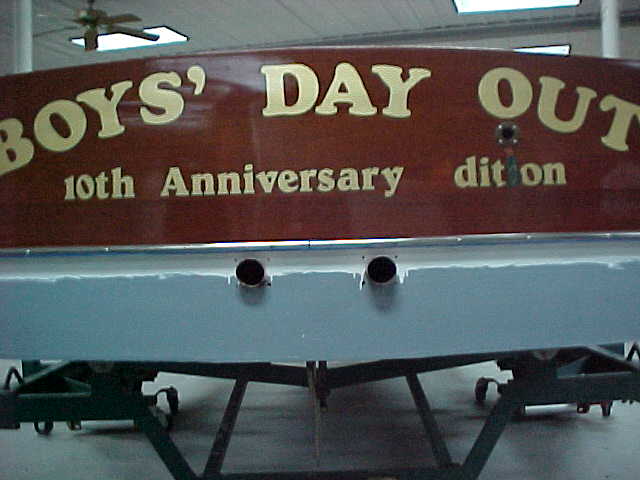 BOYS' DAY OUT
10th Anniversary dition